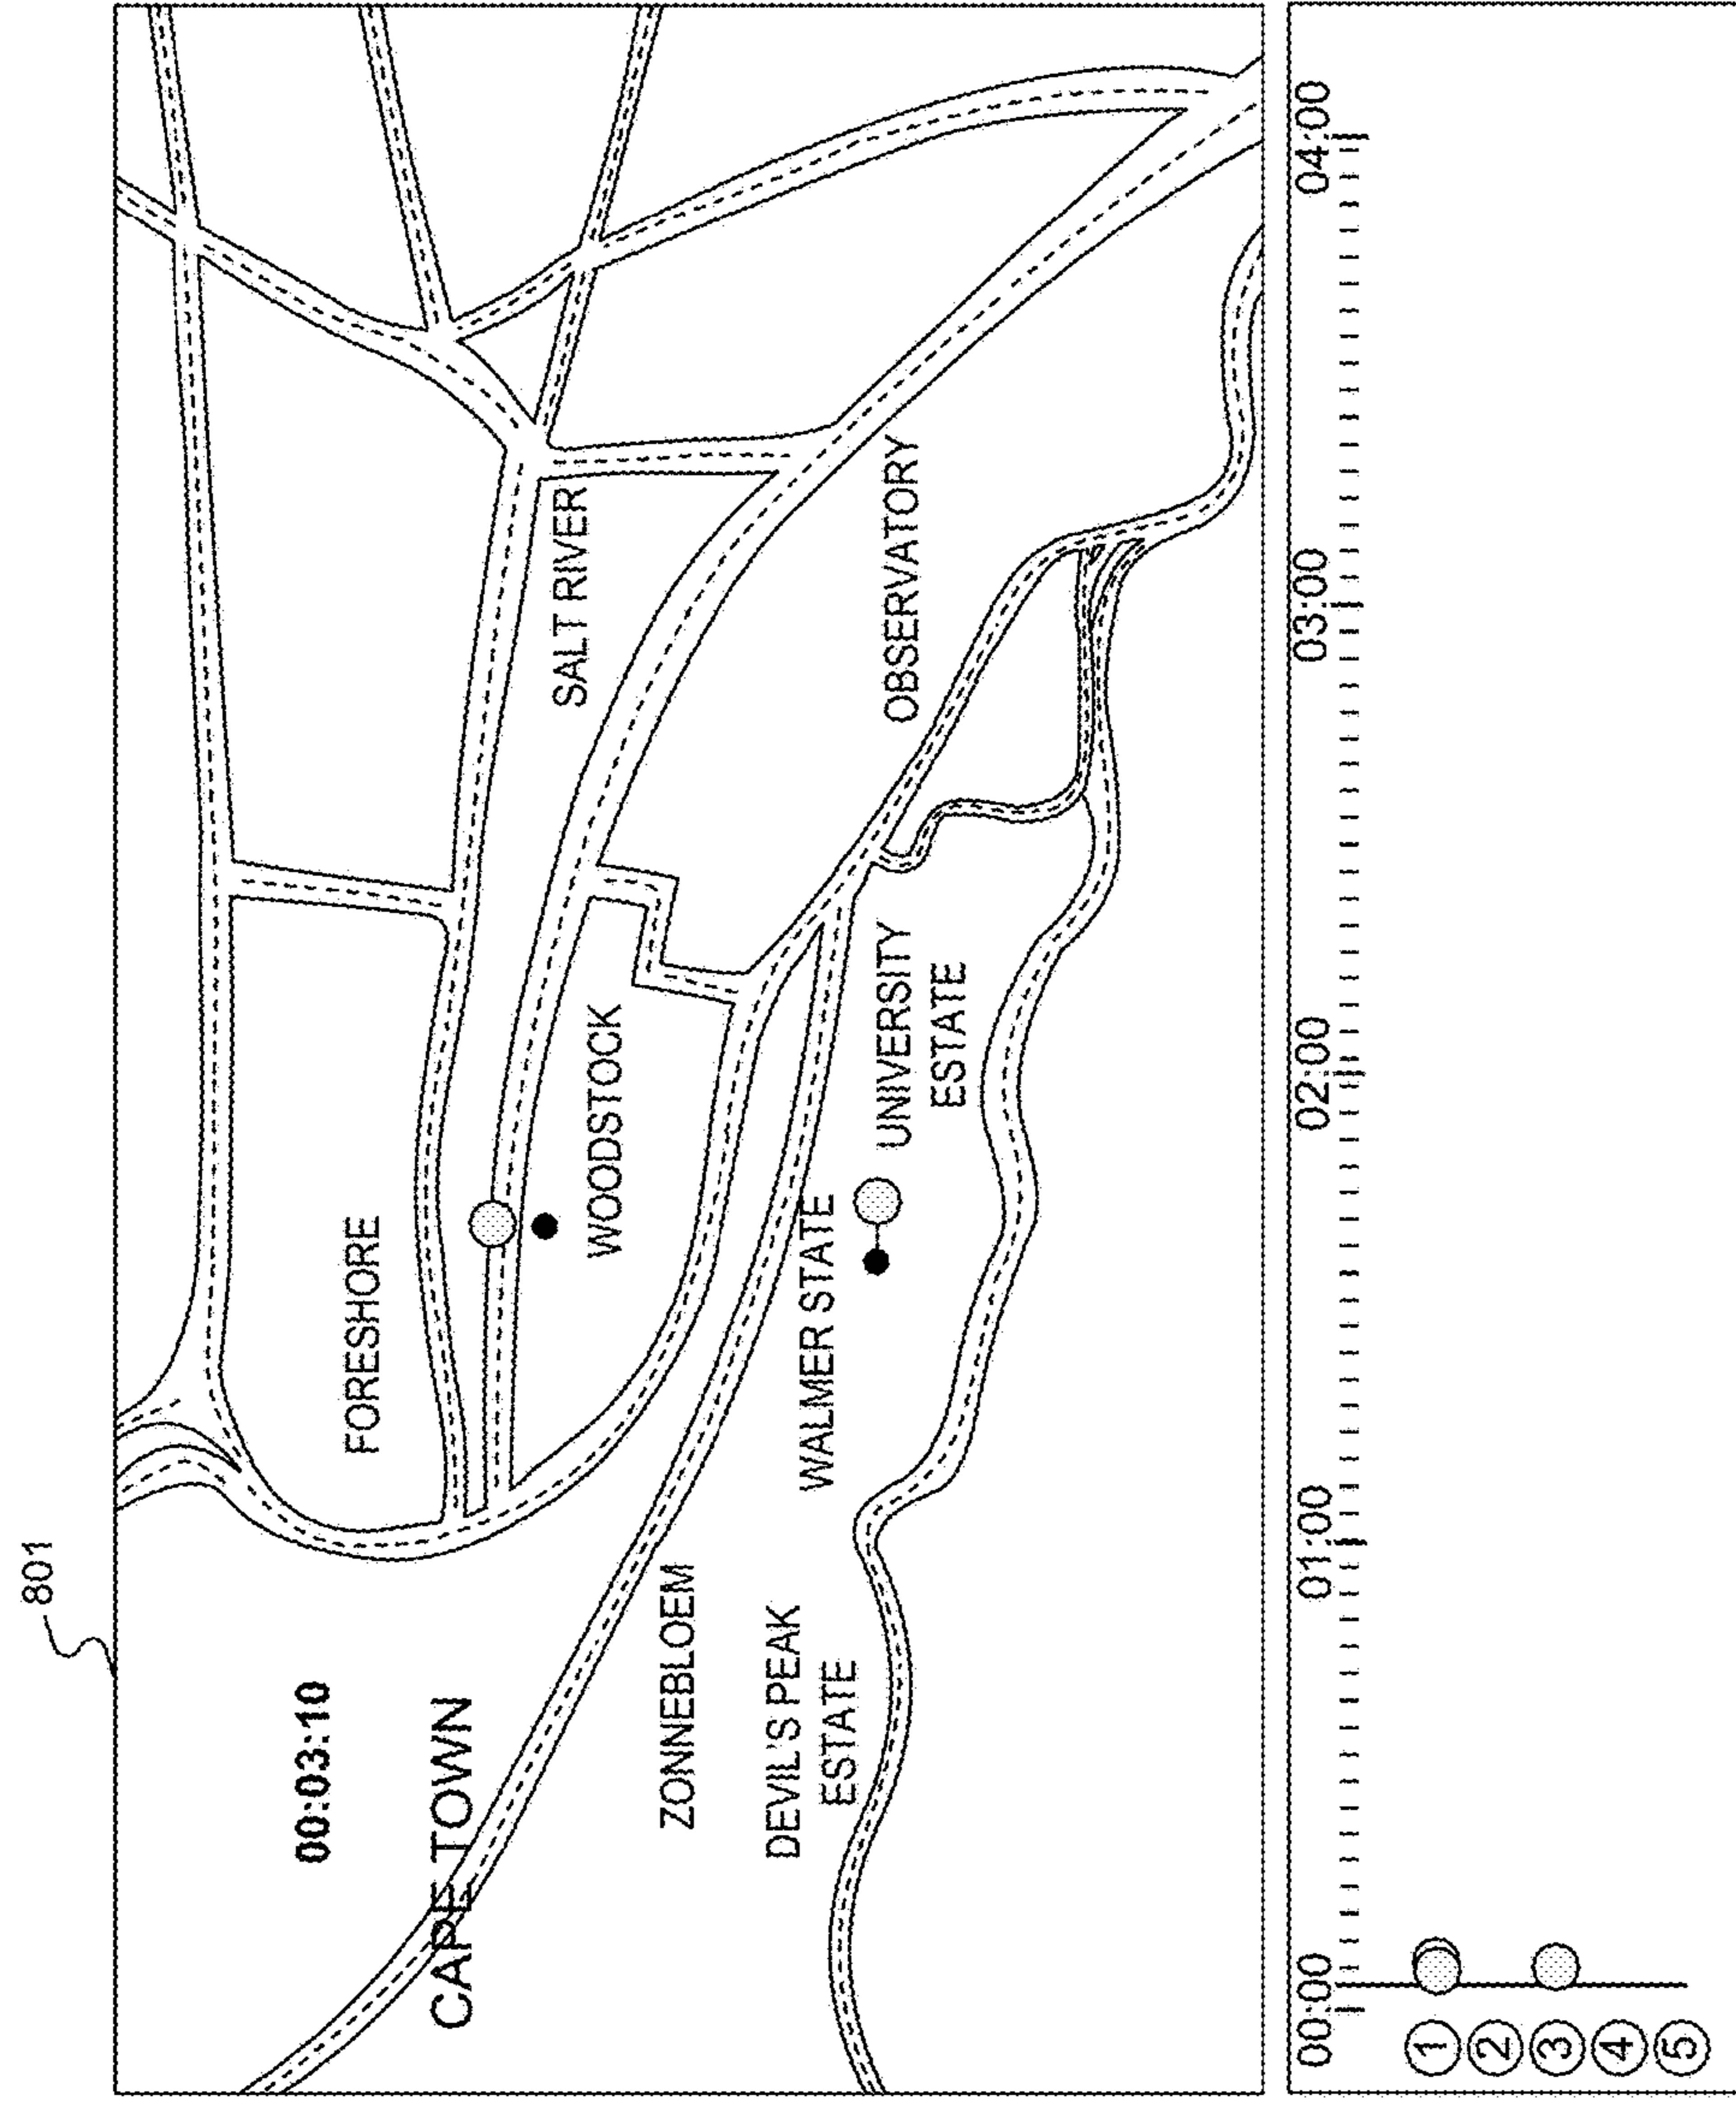 801
00:03:10
CAPE TOWN
FORESHORE
SALT RIVER
WOODSTOCK
ZONNEBLOEM
DEVIL'S PEAK
ESTATE
WALMER STATE
UNIVERSITY
ESTATE
OBSERVATORY
00:00 01:00 02:00 03:00 04:00
1
2
3
4
5